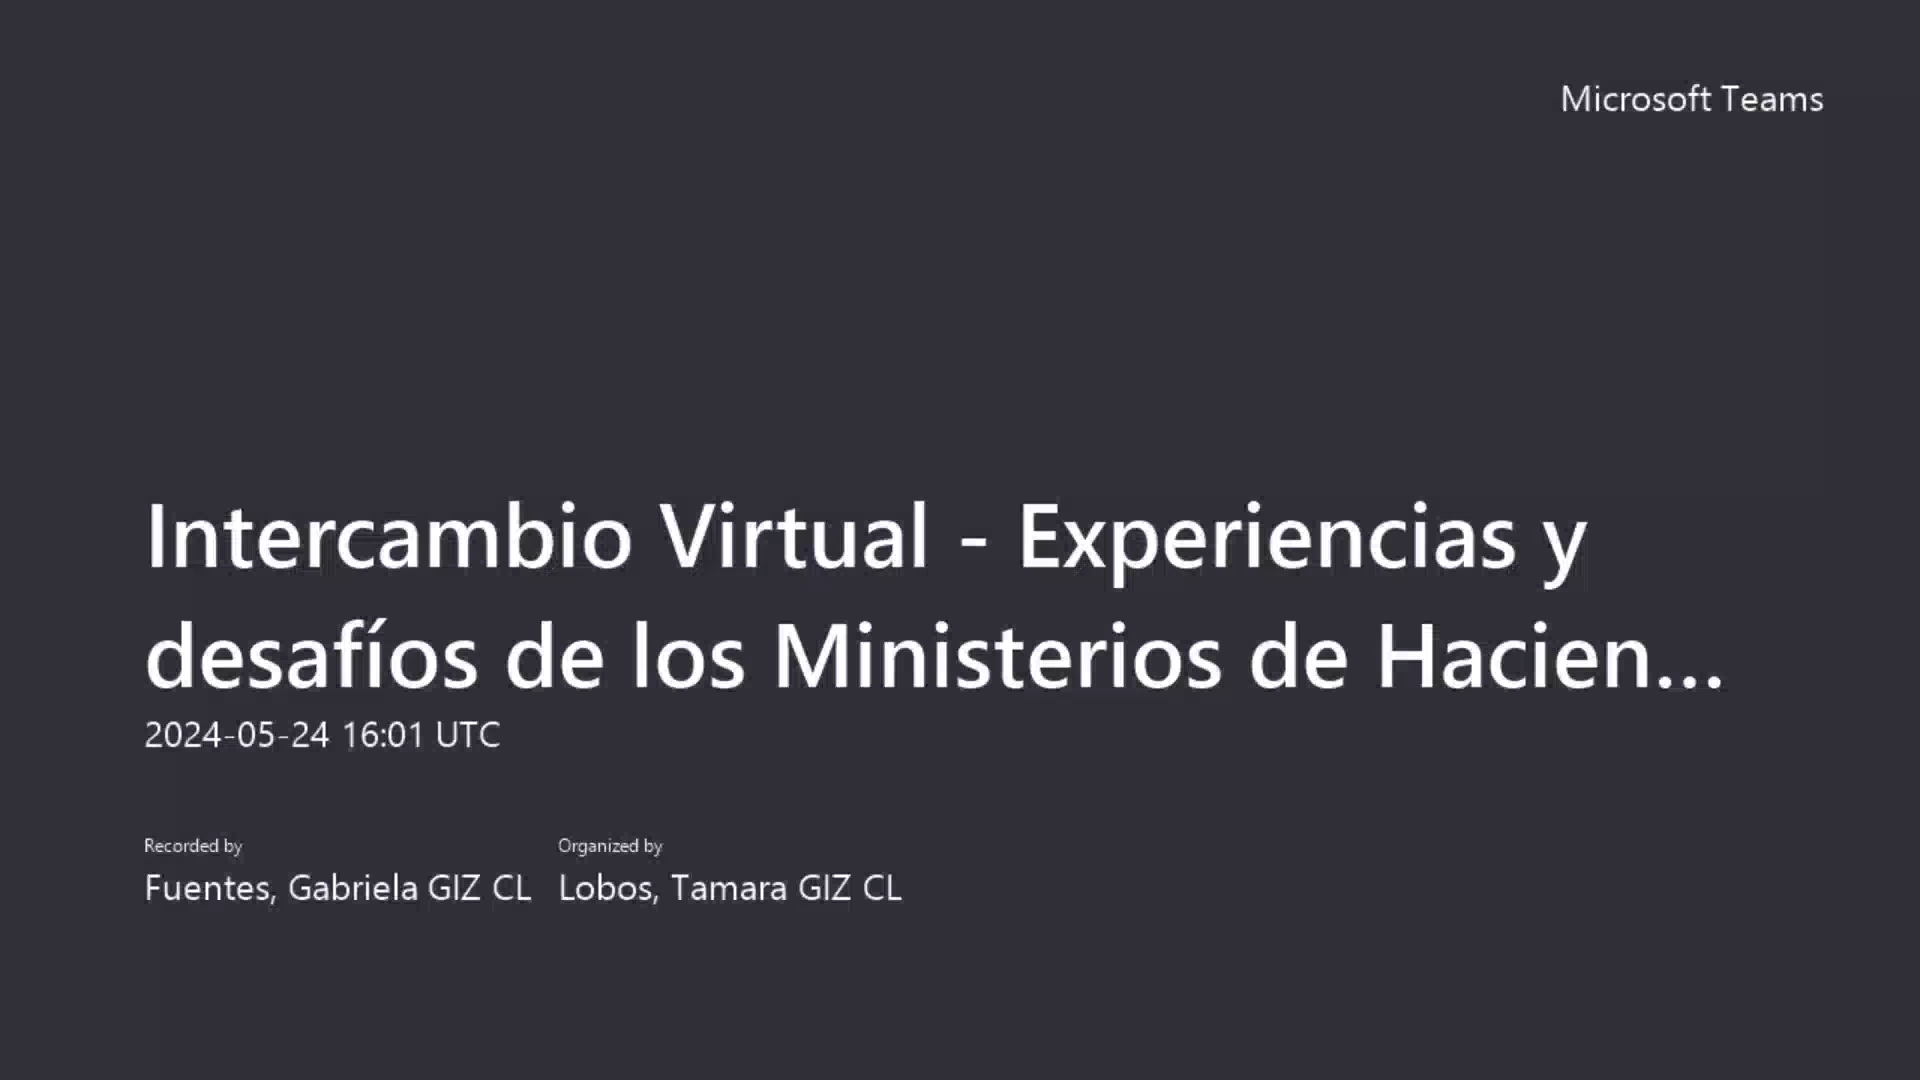 Microsoft Teams
Intercambio Virtual - Experiencias y
desafíos de los Ministerios de Hacien...
2024-05-24 16:01 UTC
Recorded by
Fuentes, Gabriela GIZ CL
Organized by
Lobos, Tamara GIZ CL